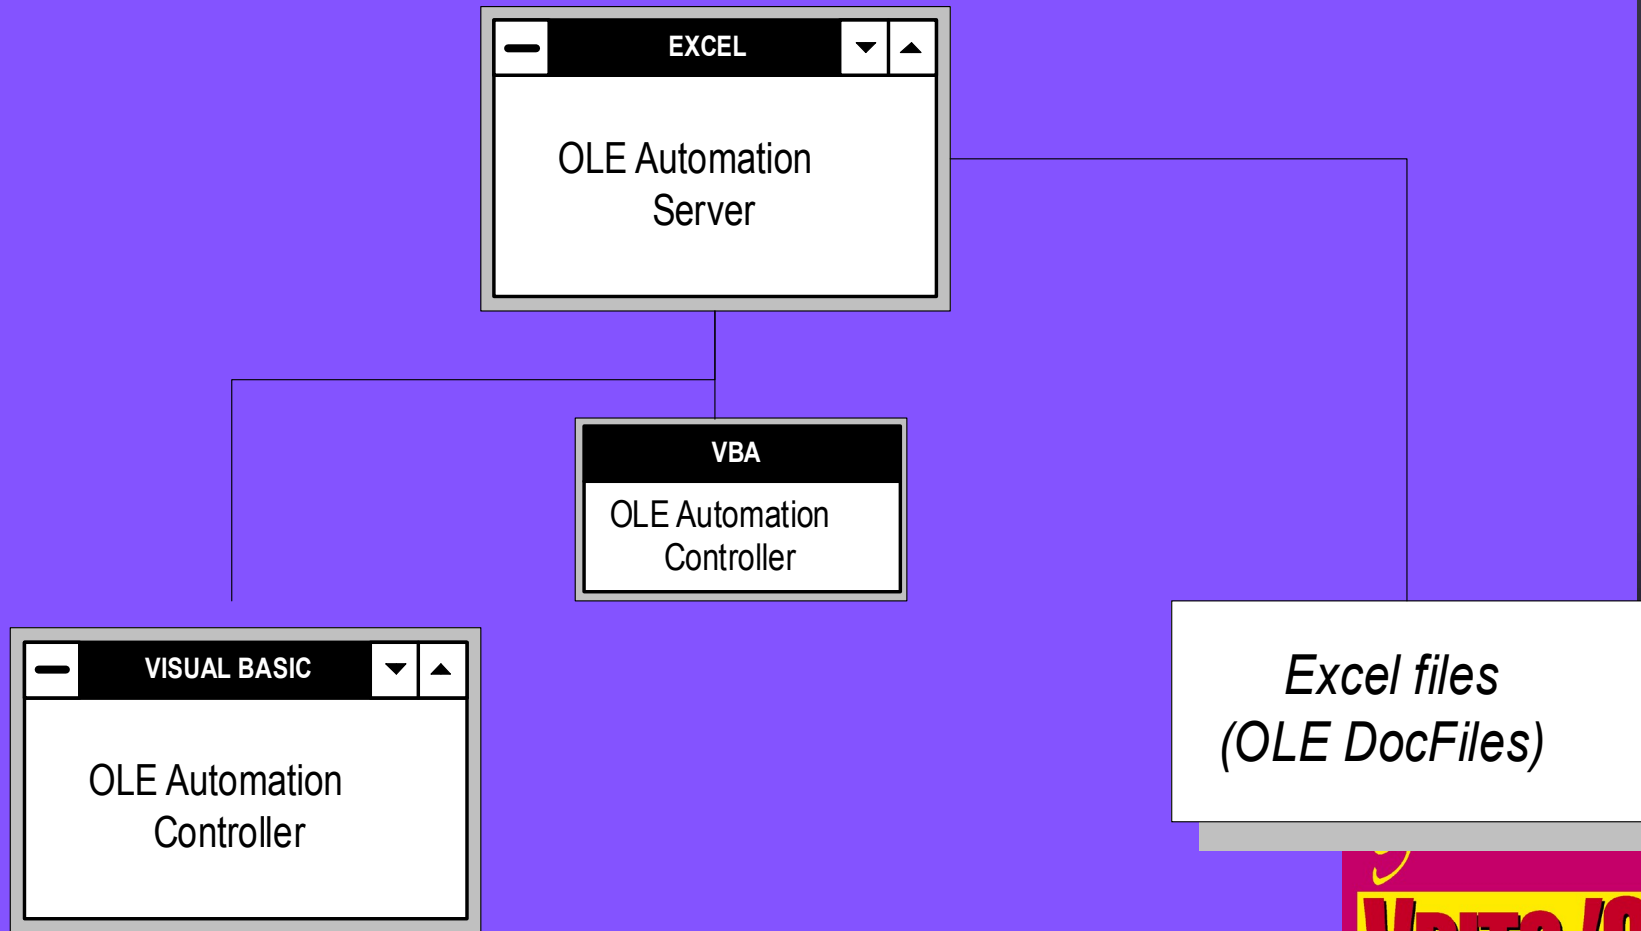 EXCEL
OLE Automation
Server
VBA
OLE Automation
Controller
VISUAL BASIC
OLE Automation
Controller
Excel files
(OLE DocFiles)